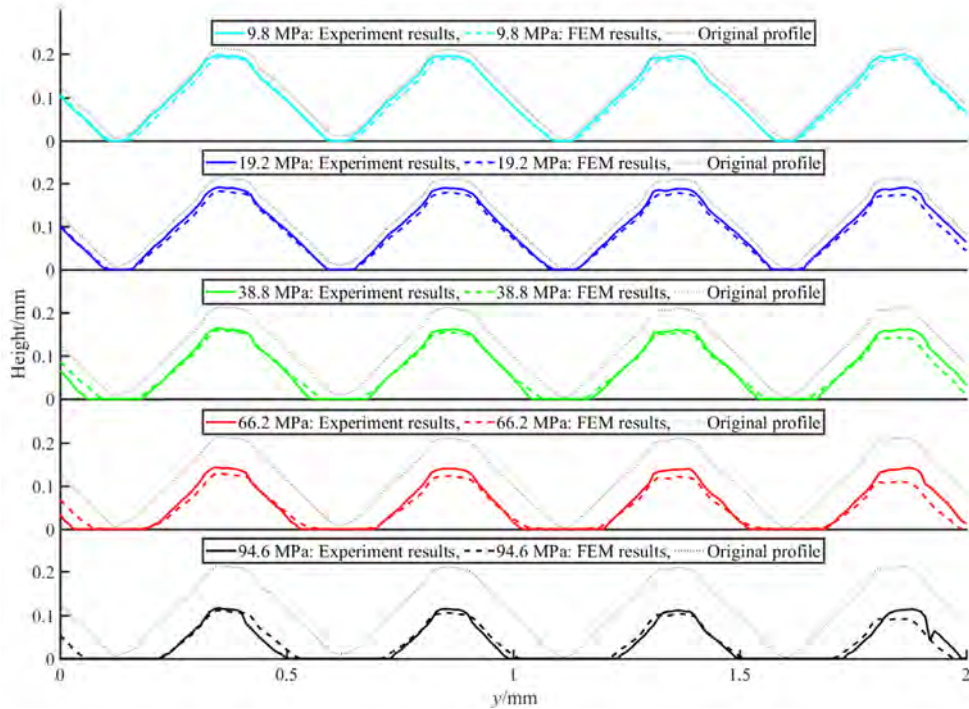 9.8 MPa: Experiment results, 9.8 MPa: FEM results, Original profile
0.2
0.1
0
19.2 MPa: Experiment results, 19.2 MPa: FEM results, Original profile
0.2
0.1
0
38.8 MPa: Experiment results, 38.8 MPa: FEM results, Original profile
0.2
0.1
0
Height/mm
66.2 MPa: Experiment results, 66.2 MPa: FEM results, Original profile
0.2
0.1
0
94.6 MPa: Experiment results, 94.6 MPa: FEM results, Original profile
0.2
0.1
0
0 0.5 1 1.5 2
y/mm